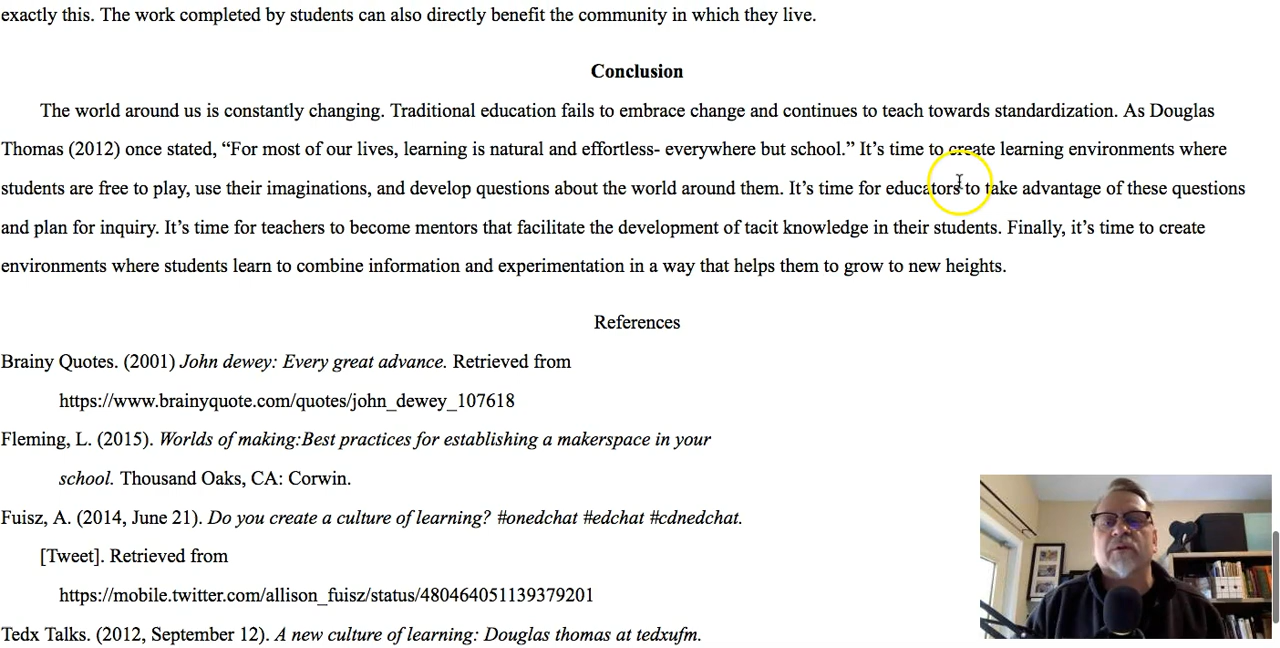 exactly this. The work completed by students can also directly benefit the community in which they live.
Conclusion
The world around us is constantly changing. Traditional education fails to embrace change and continues to teach towards standardization. As Douglas
Thomas (2012) once stated, “For most of our lives, learning is natural and effortless- everywhere but school.” It’s time to create learning environments where
students are free to play, use their imaginations, and develop questions about the world around them. It’s time for educators to take advantage of these questions
and plan for inquiry. It’s time for teachers to become mentors that facilitate the development of tacit knowledge in their students. Finally, it’s time to create
environments where students learn to combine information and experimentation in a way that helps them to grow to new heights.
References
Brainy Quotes. (2001) John dewey: Every great advance. Retrieved from
https://www.brainyquote.com/quotes/john_dewey_107618
Fleming, L. (2015). Worlds of making:Best practices for establishing a makerspace in your
school. Thousand Oaks, CA: Corwin.
Fuisz, A. (2014, June 21). Do you create a culture of learning? #onedchat #edchat #cdnedchat.
[Tweet]. Retrieved from
https://mobile.twitter.com/allison_fuisz/status/480464051139379201
Tedx Talks. (2012, September 12). A new culture of learning: Douglas thomas at tedxufm.